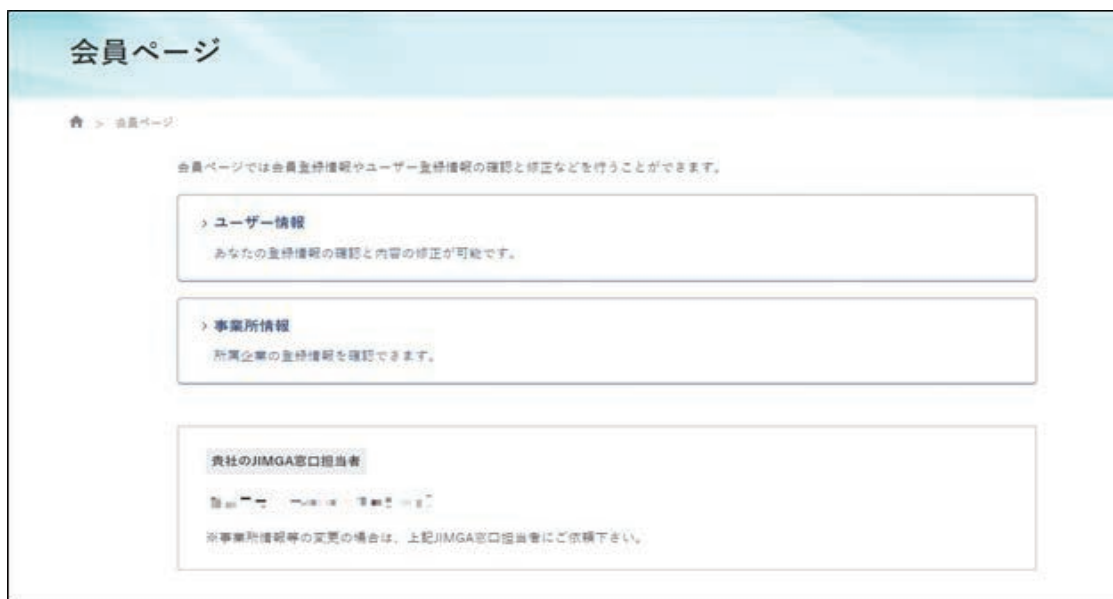 会員ページ
> 会員ページ
会員ページでは会員登録情報やユーザー登録情報の確認と修正などを行うことができます。
> ユーザー情報
あなたの登録情報の確認と内容の修正が可能です。
> 事業所情報
所属企業の登録情報を確認できます。
貴社のJIMGA窓口担当者
※事業所情報等の変更の場合は、上記JIMGA窓口担当者にご依頼下さい。